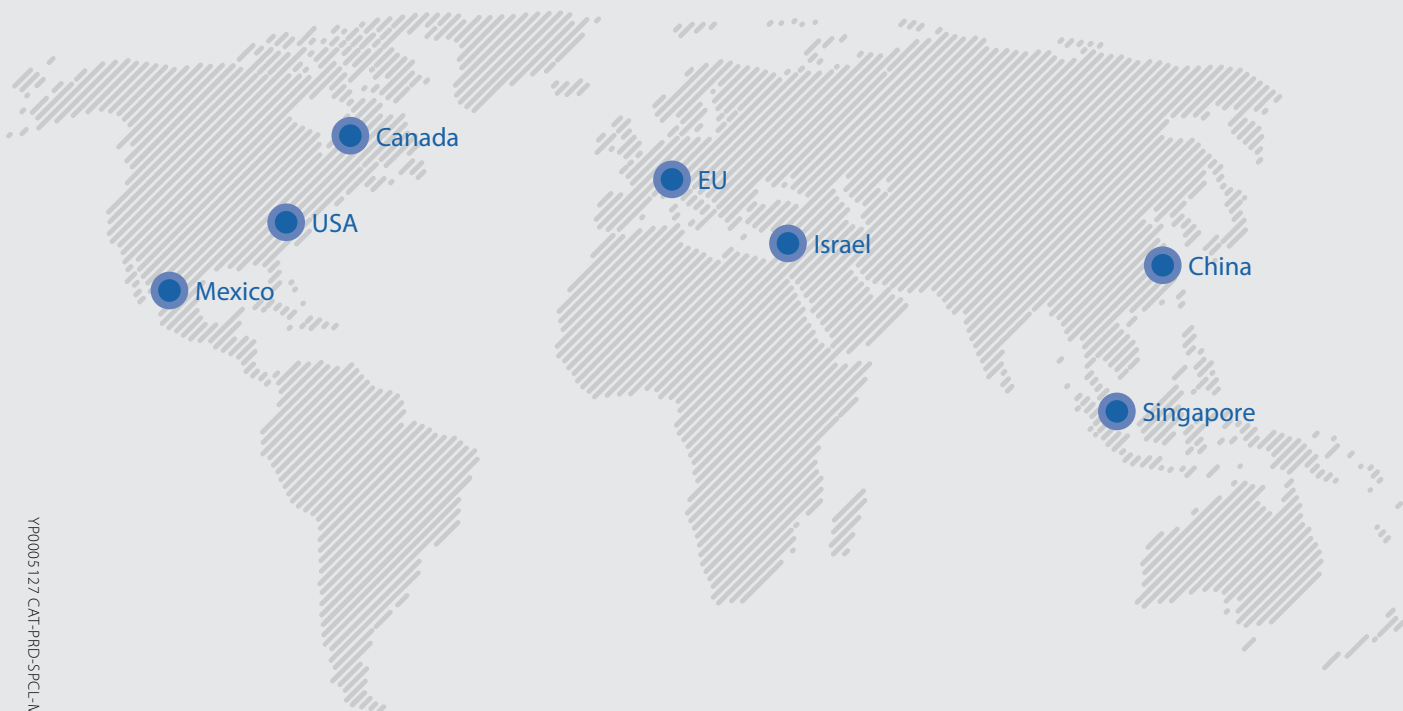 Canada
EU
USA
Israel
China
Mexico
Singapore
YP0005127 CAT-PRD-SPCL-